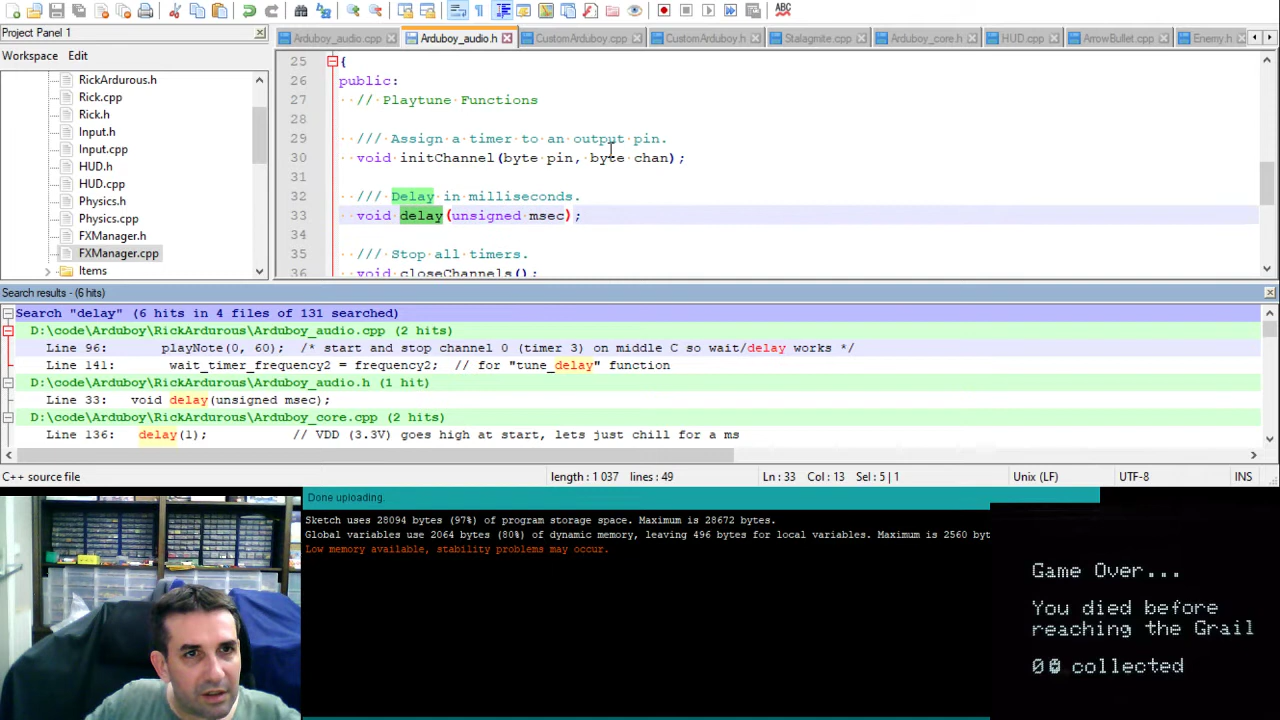 Project Panel 1
Workspace Edit
RickArdurous.h
Rick.cpp
Rick.h
Input.h
Input.cpp
HUD.h
HUD.cpp
Physics.h
Physics.cpp
FXManager.h
FXManager.cpp
Items
ABC
Arduboy_audio.cpp Arduboy_audio.h CustomArduboy.cpp CustomArduboy.h Stalagmite.cpp Arduboy_core.h HUD.cpp ArrowBullet.cpp Enemy.h
25 {
26 public:
27 // Playtune Functions
28
29 /// Assign a timer to an output pin.
30 void initChannel(byte pin, byte chan);
31
32 /// Delay in milliseconds.
33 void delay(unsigned msec);
34
35 /// Stop all timers.
36 void closeChannels();
Search results - (6 hits)
Search "delay" (6 hits in 4 files of 131 searched)
D:\code\Arduboy\RickArdurous\Arduboy_audio.cpp (2 hits)
Line 96: playNote(0, 60); /* start and stop channel 0 (timer 3) on middle C so wait/delay works */
Line 141: wait_timer_frequency2 = frequency2; // for "tune_delay" function
D:\code\Arduboy\RickArdurous\Arduboy_audio.h (1 hit)
Line 33: void delay(unsigned msec);
D:\code\Arduboy\RickArdurous\Arduboy_core.cpp (2 hits)
Line 136: delay(1); // VDD (3.3V) goes high at start, lets just chill for a ms
C++ source file length : 1 037 lines : 49 Ln : 33 Col : 13 Sel : 5 | 1 Unix (LF) UTF-8 INS
Done uploading.
Sketch uses 28094 bytes (97%) of program storage space. Maximum is 28672 bytes.
Global variables use 2064 bytes (80%) of dynamic memory, leaving 496 bytes for local variables. Maximum is 2560 byt
Low memory available, stability problems may occur.
Game Over...
You died before
reaching the Grail
collected